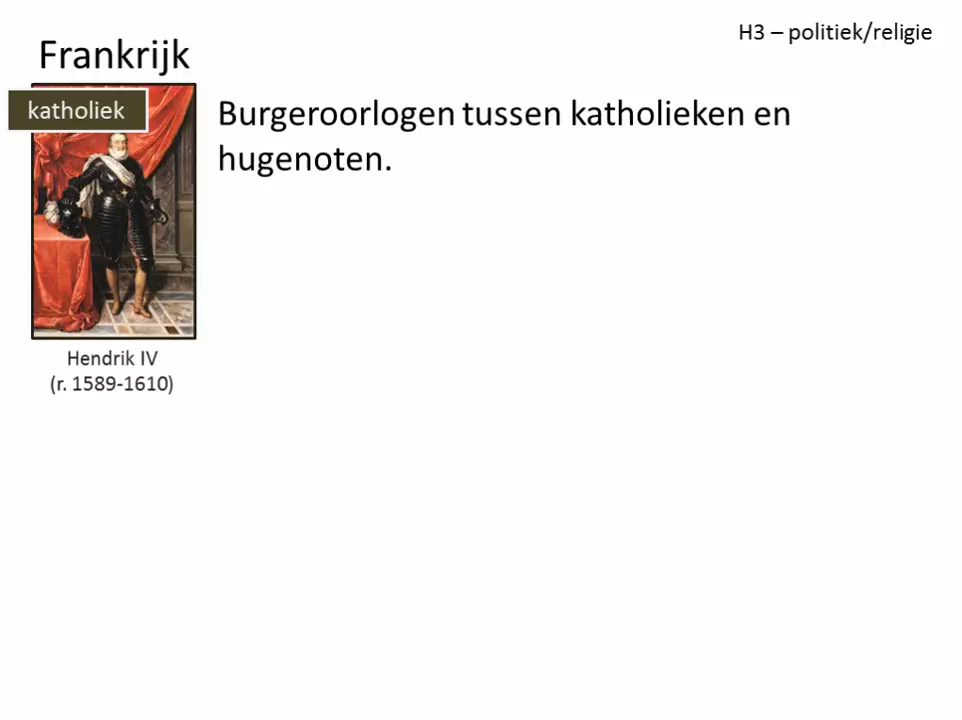 H3 – politiek/religie
Frankrijk
katholiek
Burgeroorlogen tussen katholieken en
hugenoten.
Hendrik IV
(r. 1589-1610)